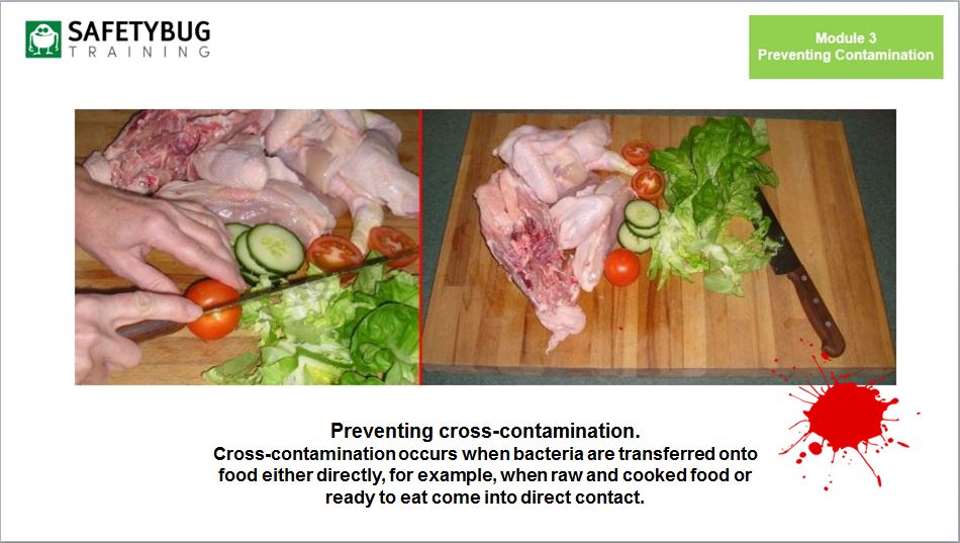 SAFETYBUG
TRAINING
Module 3
Preventing Contamination
Preventing cross-contamination.
Cross-contamination occurs when bacteria are transferred onto
food either directly, for example, when raw and cooked food or
ready to eat come into direct contact.